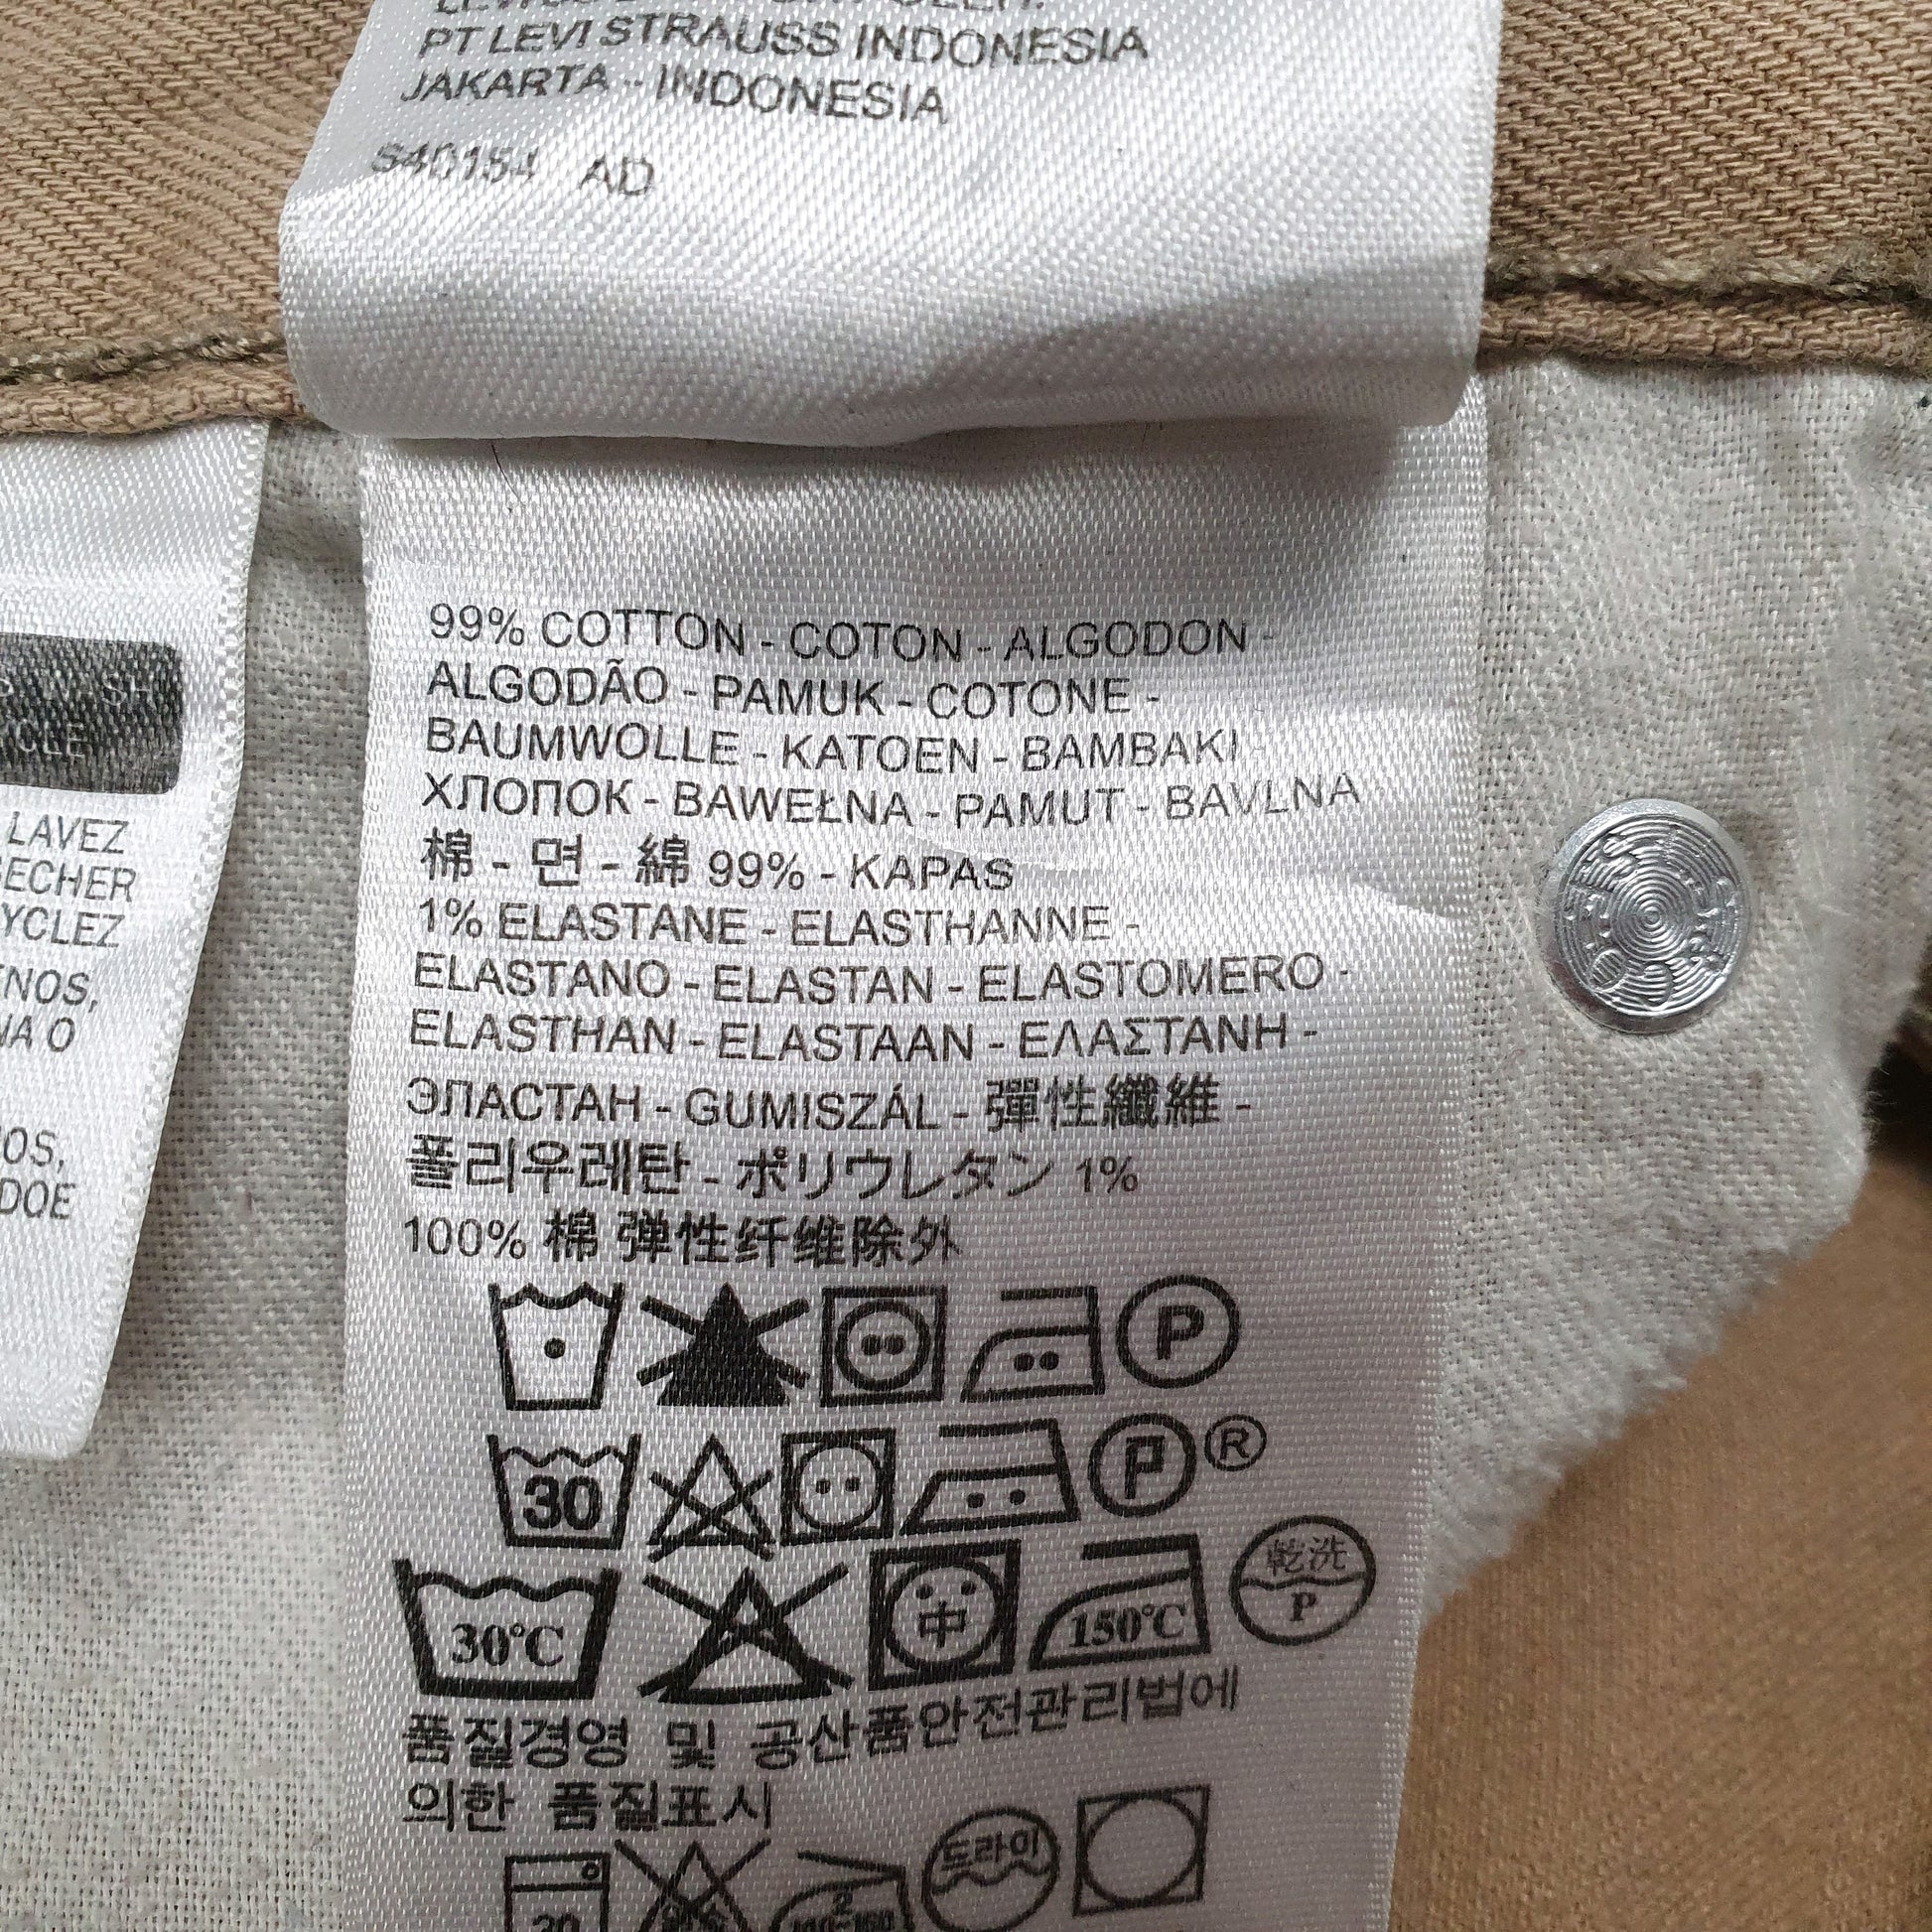 PT LEVI STRAUSS INDONESIA
JAKARTA - INDONESIA
S40154 AD
SH
CLE
LAVEZ
YCLEZ
ENOS,
NA O
OS,
DOE
99% COTTON - COTON - ALGODON -
ALGODÃO - PAMUK - COTONE -
BAUMWOLLE - KATOEN - BAMBAKI -
ХЛОПОК - BAWEŁNA - PAMUT - BAVLNA
棉 - 면 - 綿 99% - KAPAS
1% ELASTANE - ELASTHANNE -
ELASTANO - ELASTAN - ELASTOMERO -
ELASTHAN - ELASTAAN - ΕΛΑΣΤΑΝΗ -
ЭЛАСТАН - GUMISZÁL - 彈性纖維 -
폴리우레탄 - ポリウレタン 1%
100% 棉 弹性纤维除外
P
30 P ®
30℃ 中 150℃ 乾洗 P
품질경영 및 공산품안전관리법에
의한 품질표시
드라이
30 2